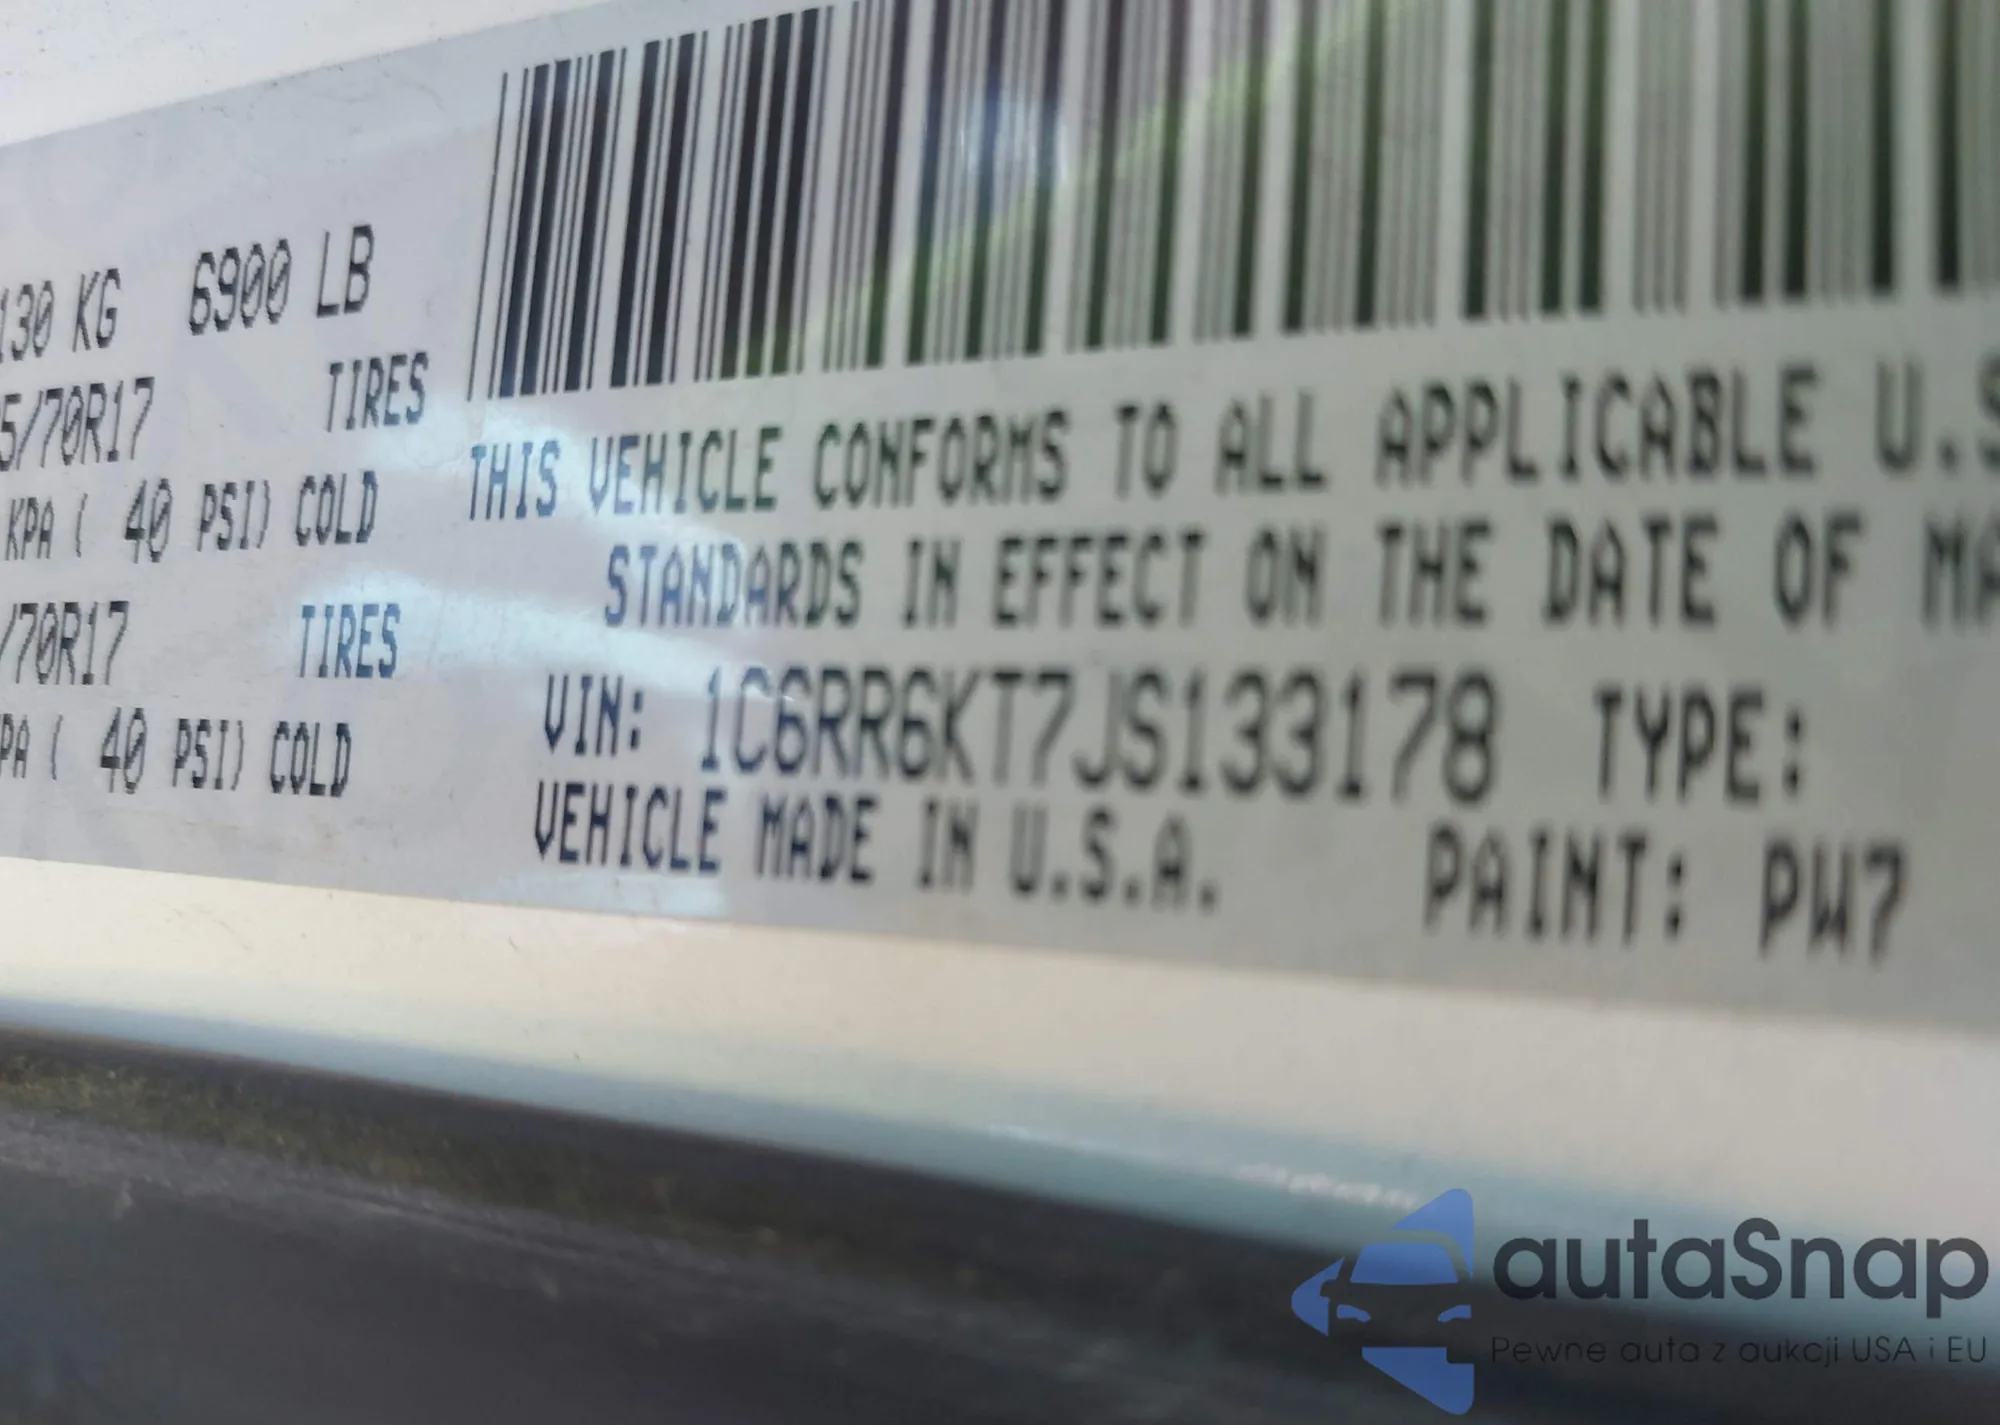 130 KG 6900 LB
5/70R17 TIRES
KPA ( 40 PSI) COLD
/70R17 TIRES
PA ( 40 PSI) COLD
THIS VEHICLE CONFORMS TO ALL APPLICABLE U.S
STANDARDS IN EFFECT ON THE DATE OF MA
VIN: 1C6RR6KT7JS133178 TYPE:
VEHICLE MADE IN U.S.A. PAINT: PW7
autaSnap
Pewne auta z aukcji USA i EU